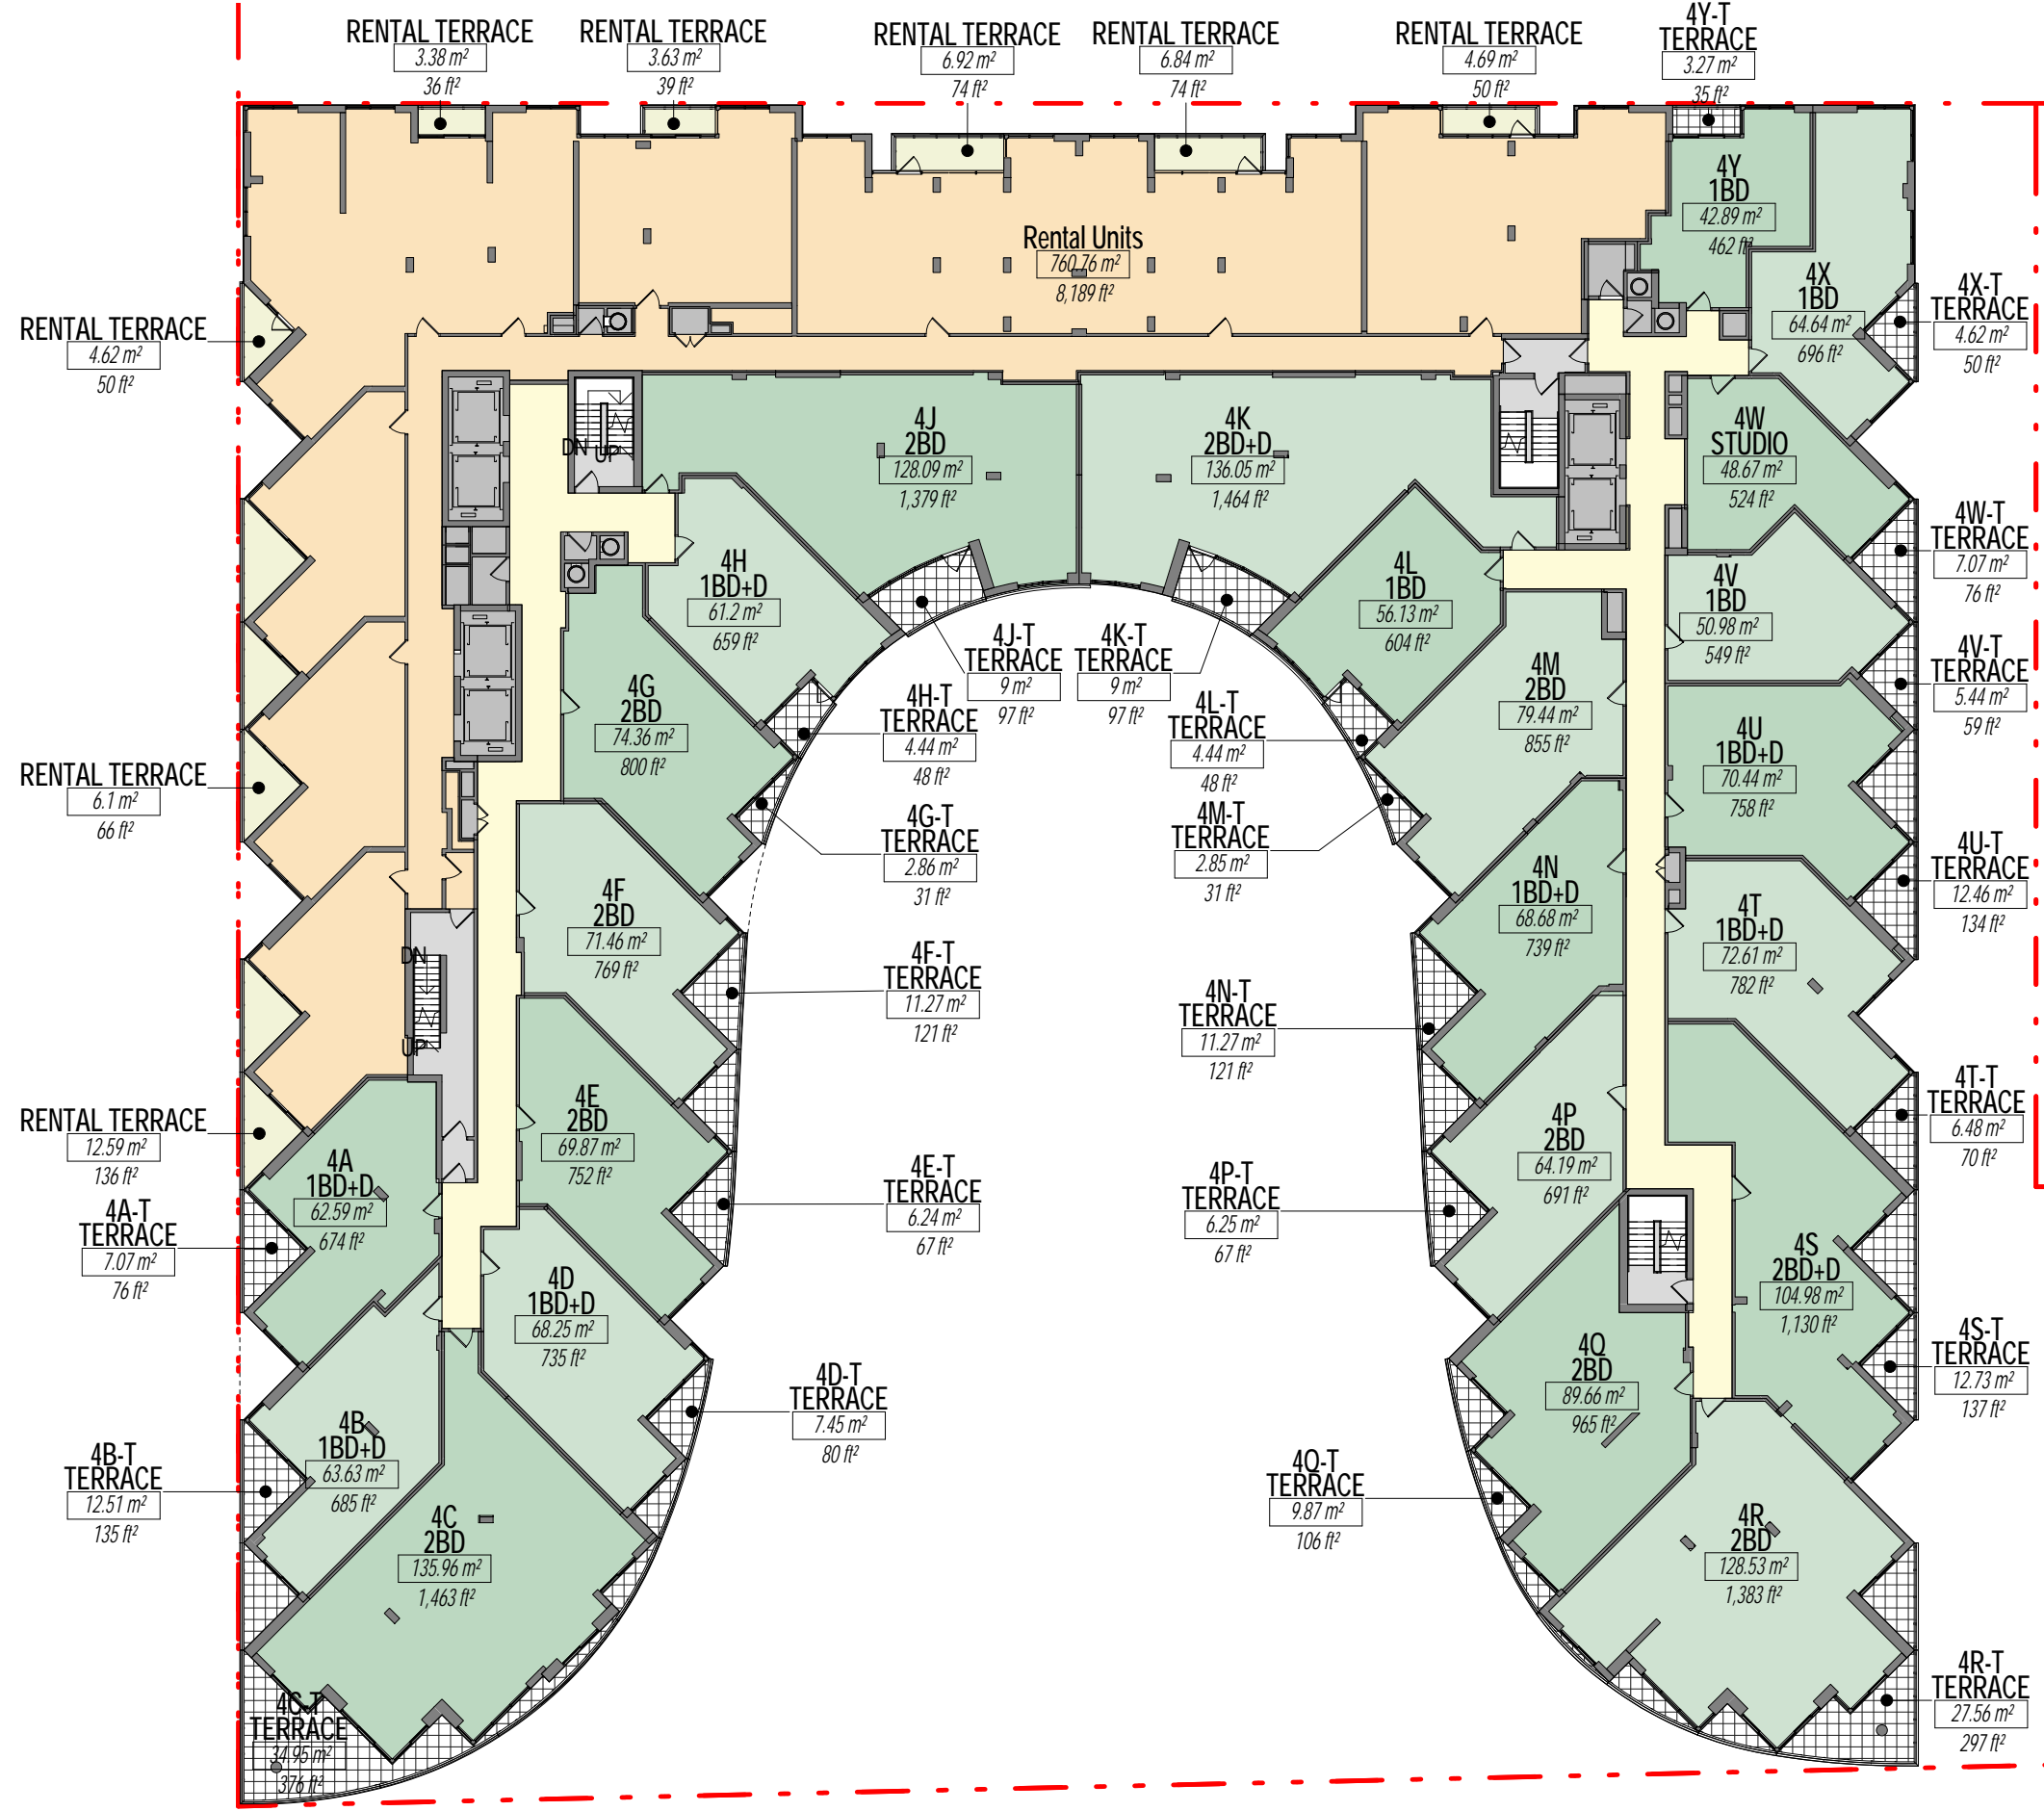 RENTAL TERRACE
3.38 m²
36 ft²
RENTAL TERRACE
3.63 m²
39 ft²
RENTAL TERRACE
6.92 m²
74 ft²
RENTAL TERRACE
6.84 m²
74 ft²
RENTAL TERRACE
4.69 m²
50 ft²
4Y-T
TERRACE
3.27 m²
35 ft²
4Y
1BD
42.89 m²
462 ft²
Rental Units
760.76 m²
8,189 ft²
4X
1BD
64.64 m²
696 ft²
4X-T
TERRACE
4.62 m²
50 ft²
RENTAL TERRACE
4.62 m²
50 ft²
DN
UP
4J
2BD
128.09 m²
1,379 ft²
4K
2BD+D
136.05 m²
1,464 ft²
4W
STUDIO
48.67 m²
524 ft²
4W-T
TERRACE
7.07 m²
76 ft²
4H
1BD+D
61.2 m²
659 ft²
4L
1BD
56.13 m²
604 ft²
4V
1BD
50.98 m²
549 ft²
4V-T
TERRACE
5.44 m²
59 ft²
4J-T
TERRACE
9 m²
97 ft²
4K-T
TERRACE
9 m²
97 ft²
4G
2BD
74.36 m²
800 ft²
4H-T
TERRACE
4.44 m²
48 ft²
4L-T
TERRACE
4.44 m²
48 ft²
4M
2BD
79.44 m²
855 ft²
4U
1BD+D
70.44 m²
758 ft²
RENTAL TERRACE
6.1 m²
66 ft²
4G-T
TERRACE
2.86 m²
31 ft²
4M-T
TERRACE
2.85 m²
31 ft²
4U-T
TERRACE
12.46 m²
134 ft²
4F
2BD
71.46 m²
769 ft²
4N
1BD+D
68.68 m²
739 ft²
4T
1BD+D
72.61 m²
782 ft²
DN
UP
4F-T
TERRACE
11.27 m²
121 ft²
4N-T
TERRACE
11.27 m²
121 ft²
4T-T
TERRACE
6.48 m²
70 ft²
RENTAL TERRACE
12.59 m²
136 ft²
4E
2BD
69.87 m²
752 ft²
4P
2BD
64.19 m²
691 ft²
4A
1BD+D
62.59 m²
674 ft²
4A-T
TERRACE
7.07 m²
76 ft²
4E-T
TERRACE
6.24 m²
67 ft²
4P-T
TERRACE
6.25 m²
67 ft²
4S
2BD+D
104.98 m²
1,130 ft²
4D
1BD+D
68.25 m²
735 ft²
4S-T
TERRACE
12.73 m²
137 ft²
4Q
2BD
89.66 m²
965 ft²
4D-T
TERRACE
7.45 m²
80 ft²
4B
1BD+D
63.63 m²
685 ft²
4B-T
TERRACE
12.51 m²
135 ft²
4Q-T
TERRACE
9.87 m²
106 ft²
4C
2BD
135.96 m²
1,463 ft²
4R
2BD
128.53 m²
1,383 ft²
4C-T
TERRACE
34.95 m²
376 ft²
4R-T
TERRACE
27.56 m²
297 ft²